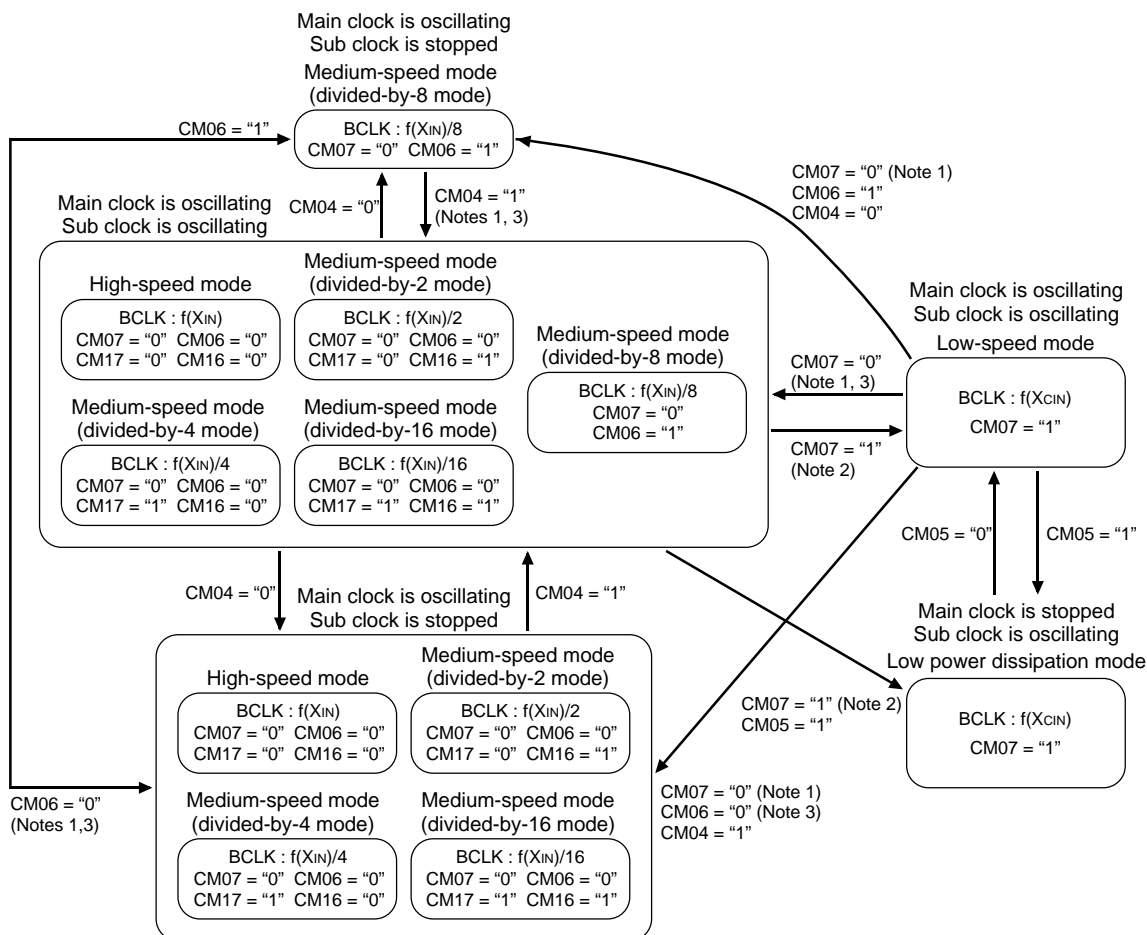 Main clock is oscillating
Sub clock is stopped
Medium-speed mode
(divided-by-8 mode)
BCLK : f(XIN)/8
CM07 = “0” CM06 = “1”
CM06 = “1”
CM07 = “0” (Note 1)
CM06 = “1”
CM04 = “0”
Main clock is oscillating
Sub clock is oscillating
CM04 = “0”
CM04 = “1”
(Notes 1, 3)
High-speed mode
BCLK : f(XIN)
CM07 = “0” CM06 = “0”
CM17 = “0” CM16 = “0”
Medium-speed mode
(divided-by-2 mode)
BCLK : f(XIN)/2
CM07 = “0” CM06 = “0”
CM17 = “0” CM16 = “1”
Medium-speed mode
(divided-by-4 mode)
BCLK : f(XIN)/4
CM07 = “0” CM06 = “0”
CM17 = “1” CM16 = “0”
Medium-speed mode
(divided-by-16 mode)
BCLK : f(XIN)/16
CM07 = “0” CM06 = “0”
CM17 = “1” CM16 = “1”
Medium-speed mode
(divided-by-8 mode)
BCLK : f(XIN)/8
CM07 = “0”
CM06 = “1”
CM07 = “0”
(Note 1, 3)
CM07 = “1”
(Note 2)
Main clock is oscillating
Sub clock is oscillating
Low-speed mode
BCLK : f(XCIN)
CM07 = “1”
CM05 = “0”
CM05 = “1”
Main clock is stopped
Sub clock is oscillating
Low power dissipation mode
BCLK : f(XCIN)
CM07 = “1”
CM07 = “1” (Note 2)
CM05 = “1”
CM04 = “0”
CM04 = “1”
Main clock is oscillating
Sub clock is stopped
High-speed mode
BCLK : f(XIN)
CM07 = “0” CM06 = “0”
CM17 = “0” CM16 = “0”
Medium-speed mode
(divided-by-2 mode)
BCLK : f(XIN)/2
CM07 = “0” CM06 = “0”
CM17 = “0” CM16 = “1”
Medium-speed mode
(divided-by-4 mode)
BCLK : f(XIN)/4
CM07 = “0” CM06 = “0”
CM17 = “1” CM16 = “0”
Medium-speed mode
(divided-by-16 mode)
BCLK : f(XIN)/16
CM07 = “0” CM06 = “0”
CM17 = “1” CM16 = “1”
CM06 = “0”
(Notes 1,3)
CM07 = “0” (Note 1)
CM06 = “0” (Note 3)
CM04 = “1”